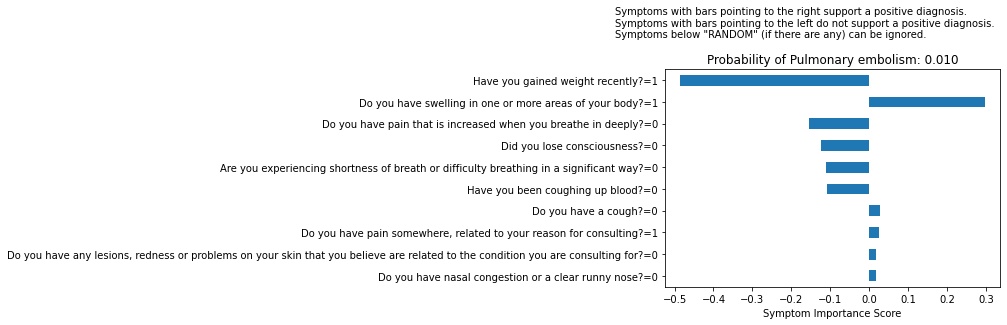 Symptoms with bars pointing to the right support a positive diagnosis.
Symptoms with bars pointing to the left do not support a positive diagnosis.
Symptoms below "RANDOM" (if there are any) can be ignored.
Probability of Pulmonary embolism: 0.010
Have you gained weight recently?=1
Do you have swelling in one or more areas of your body?=1
Do you have pain that is increased when you breathe in deeply?=0
Did you lose consciousness?=0
Are you experiencing shortness of breath or difficulty breathing in a significant way?=0
Have you been coughing up blood?=0
Do you have a cough?=0
Do you have pain somewhere, related to your reason for consulting?=1
Do you have any lesions, redness or problems on your skin that you believe are related to the condition you are consulting for?=0
Do you have nasal congestion or a clear runny nose?=0
−0.5 −0.4 −0.3 −0.2 −0.1 0.0 0.1 0.2 0.3
Symptom Importance Score